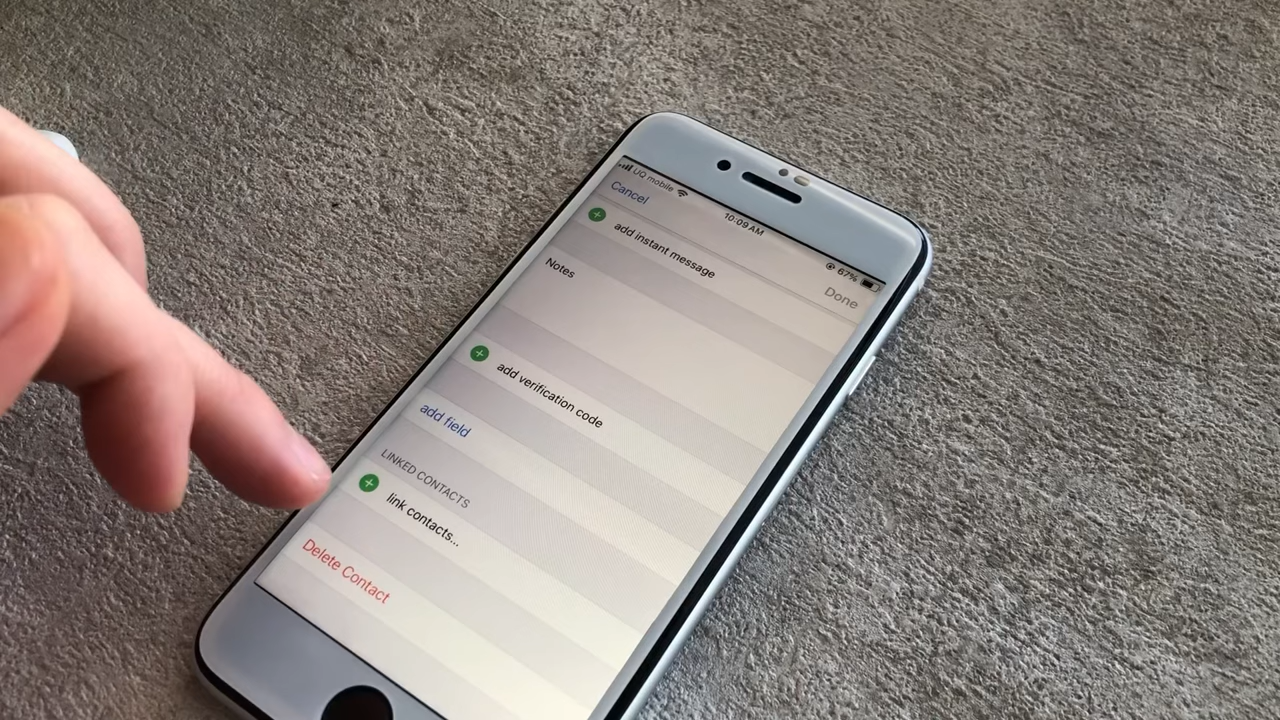 UQ mobile
10:09 AM
67%
Cancel
Done
add instant message
Notes
add verification code
add field
LINKED CONTACTS
link contacts...
Delete Contact